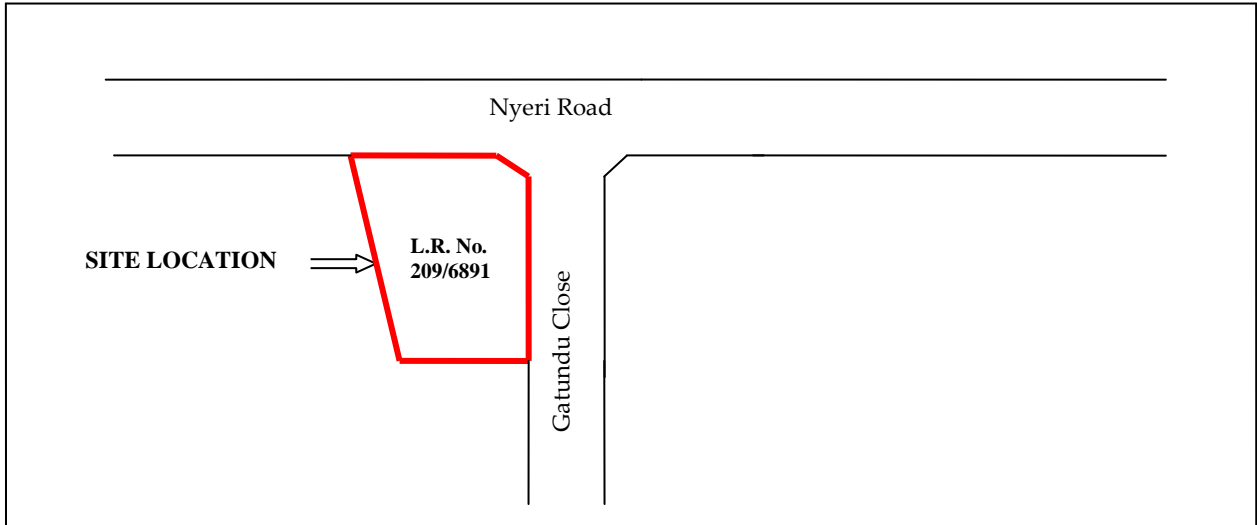 Nyeri Road
SITE LOCATION
L.R. No.
209/6891
Gatundu Close